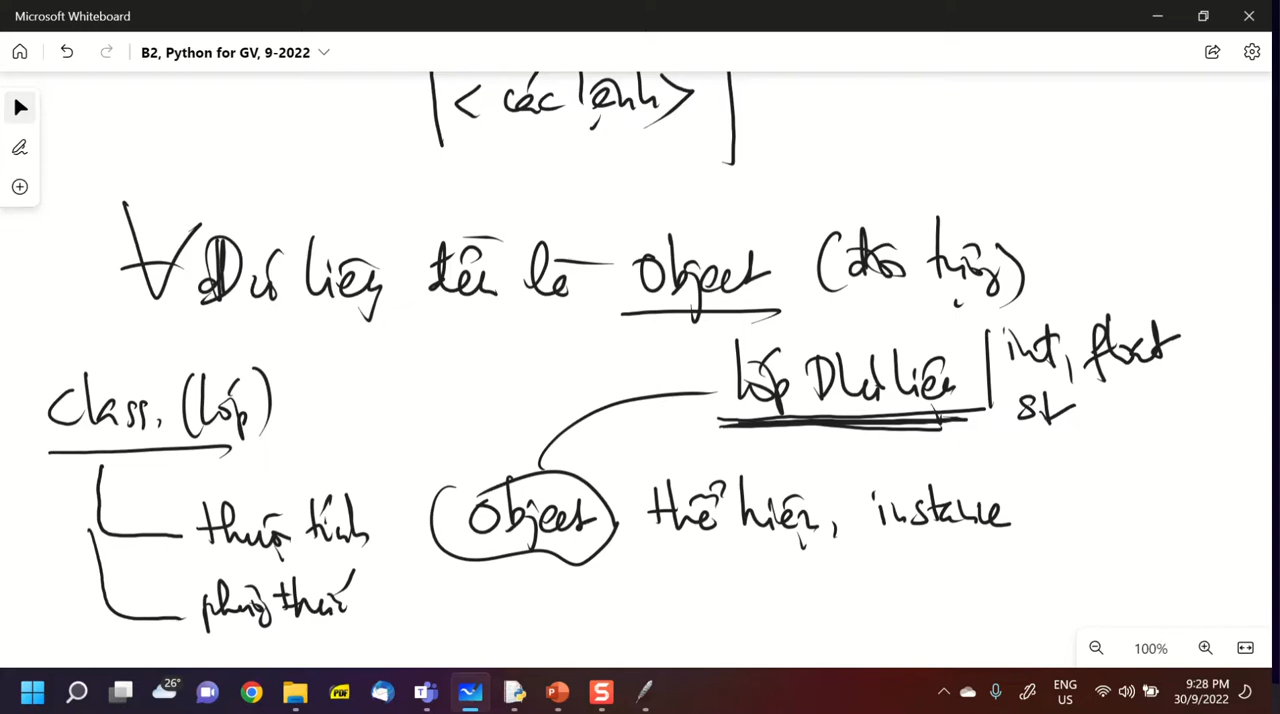 Microsoft Whiteboard
B2, Python for GV, 9-2022
< các lệnh >
∀ Dữ liệu đều là object (đối tượng)
lớp Dữ liệu | int, float
str
class, (lớp)
thuộc tính
(object, thể hiện, instance
phương thức
100%
26°
PDF
S
ENG
US
9:28 PM
30/9/2022